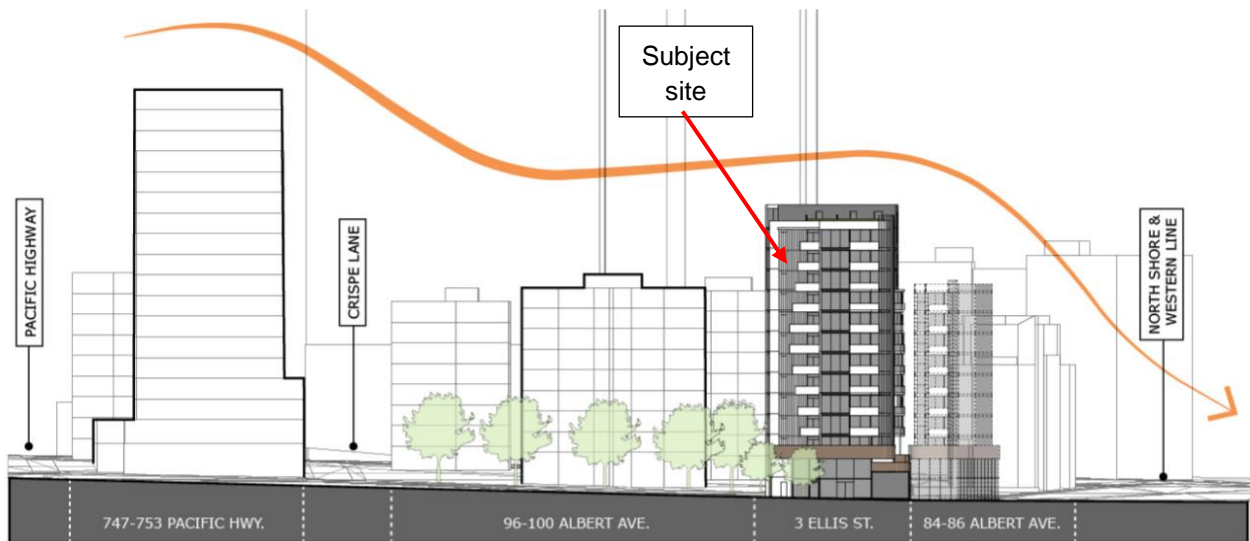 Subject
site
PACIFIC HIGHWAY
CRISPE LANE
NORTH SHORE &
WESTERN LINE
747-753 PACIFIC HWY.
96-100 ALBERT AVE.
3 ELLIS ST.
84-86 ALBERT AVE.